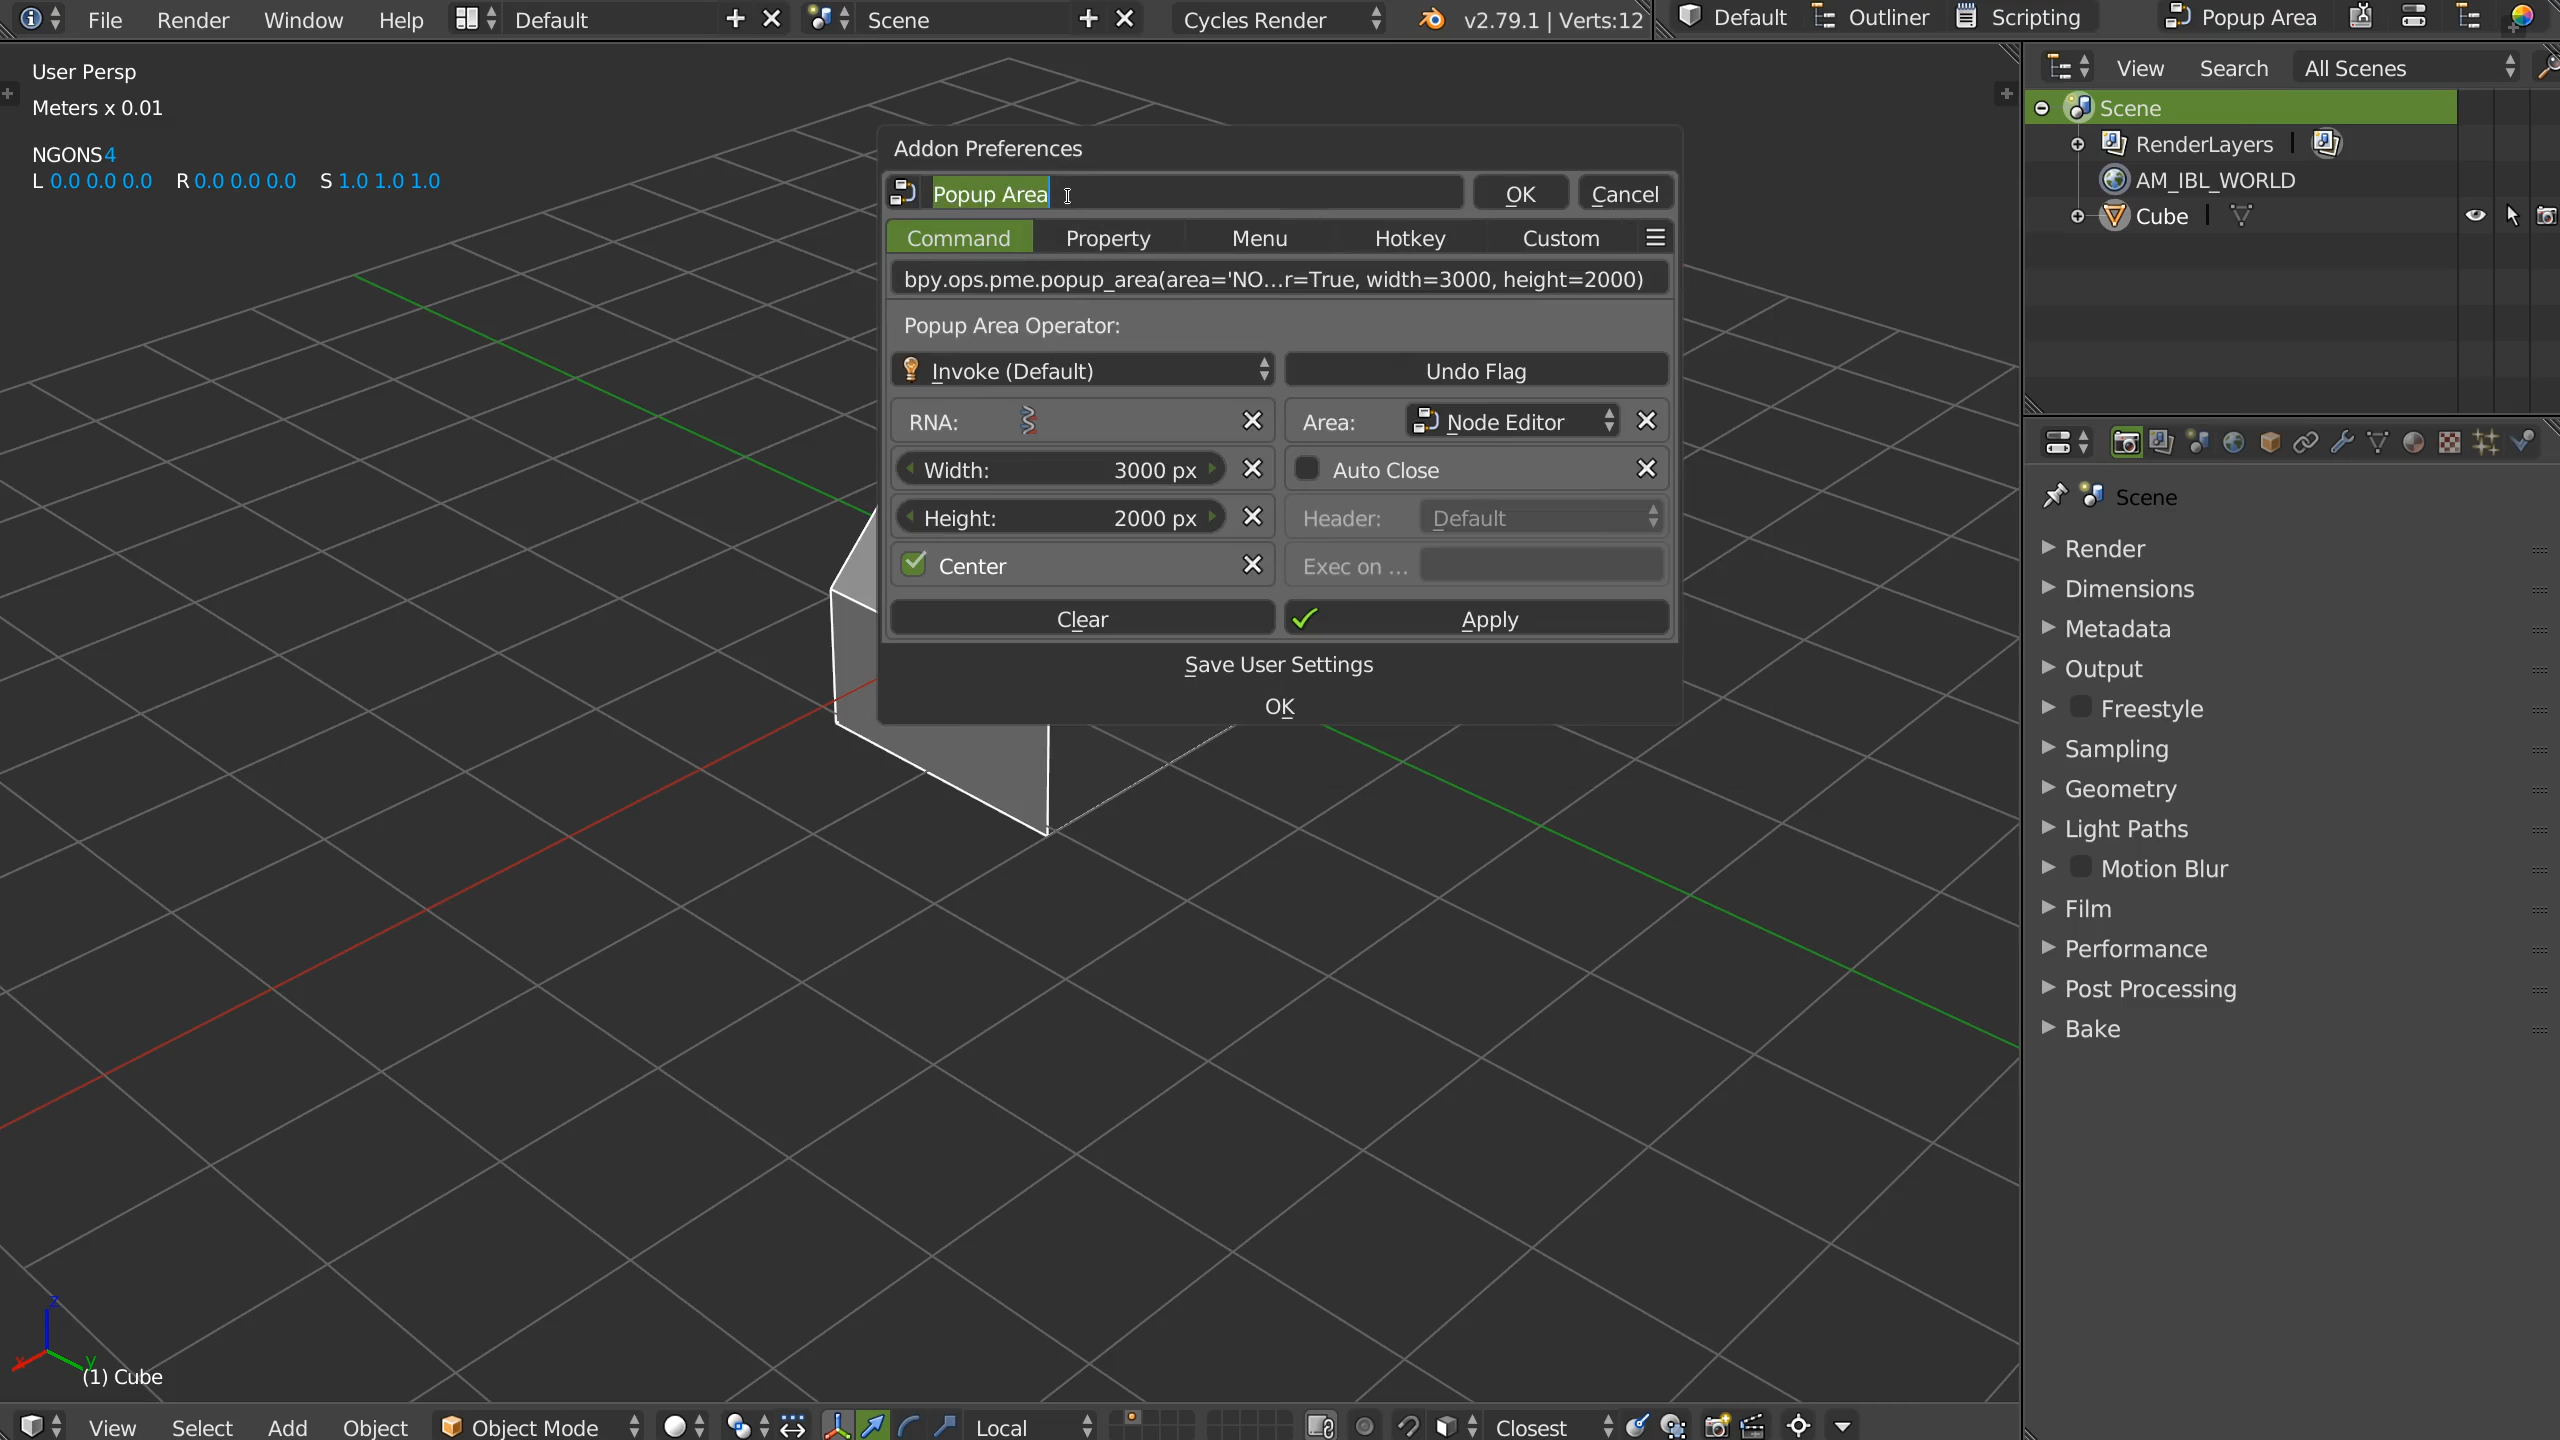 File Render Window Help Default Scene Cycles Render v2.79.1 | Verts:12 Default Outliner Scripting Popup Area
User Persp
Meters x 0.01
NGONS4
L 0.0 0.0 0.0 R 0.0 0.0 0.0 S 1.0 1.0 1.0
Addon Preferences
Popup Area OK Cancel
Command Property Menu Hotkey Custom
bpy.ops.pme.popup_area(area='NO...r=True, width=3000, height=2000)
Popup Area Operator:
Invoke (Default) Undo Flag
RNA: Area: Node Editor
Width: 3000 px Auto Close
Height: 2000 px Header: Default
Center Exec on ...
Clear Apply
Save User Settings
OK
View Search All Scenes
Scene
RenderLayers
AM_IBL_WORLD
Cube
Scene
Render
Dimensions
Metadata
Output
Freestyle
Sampling
Geometry
Light Paths
Motion Blur
Film
Performance
Post Processing
Bake
z
x y
(1) Cube
View Select Add Object Object Mode Local Closest